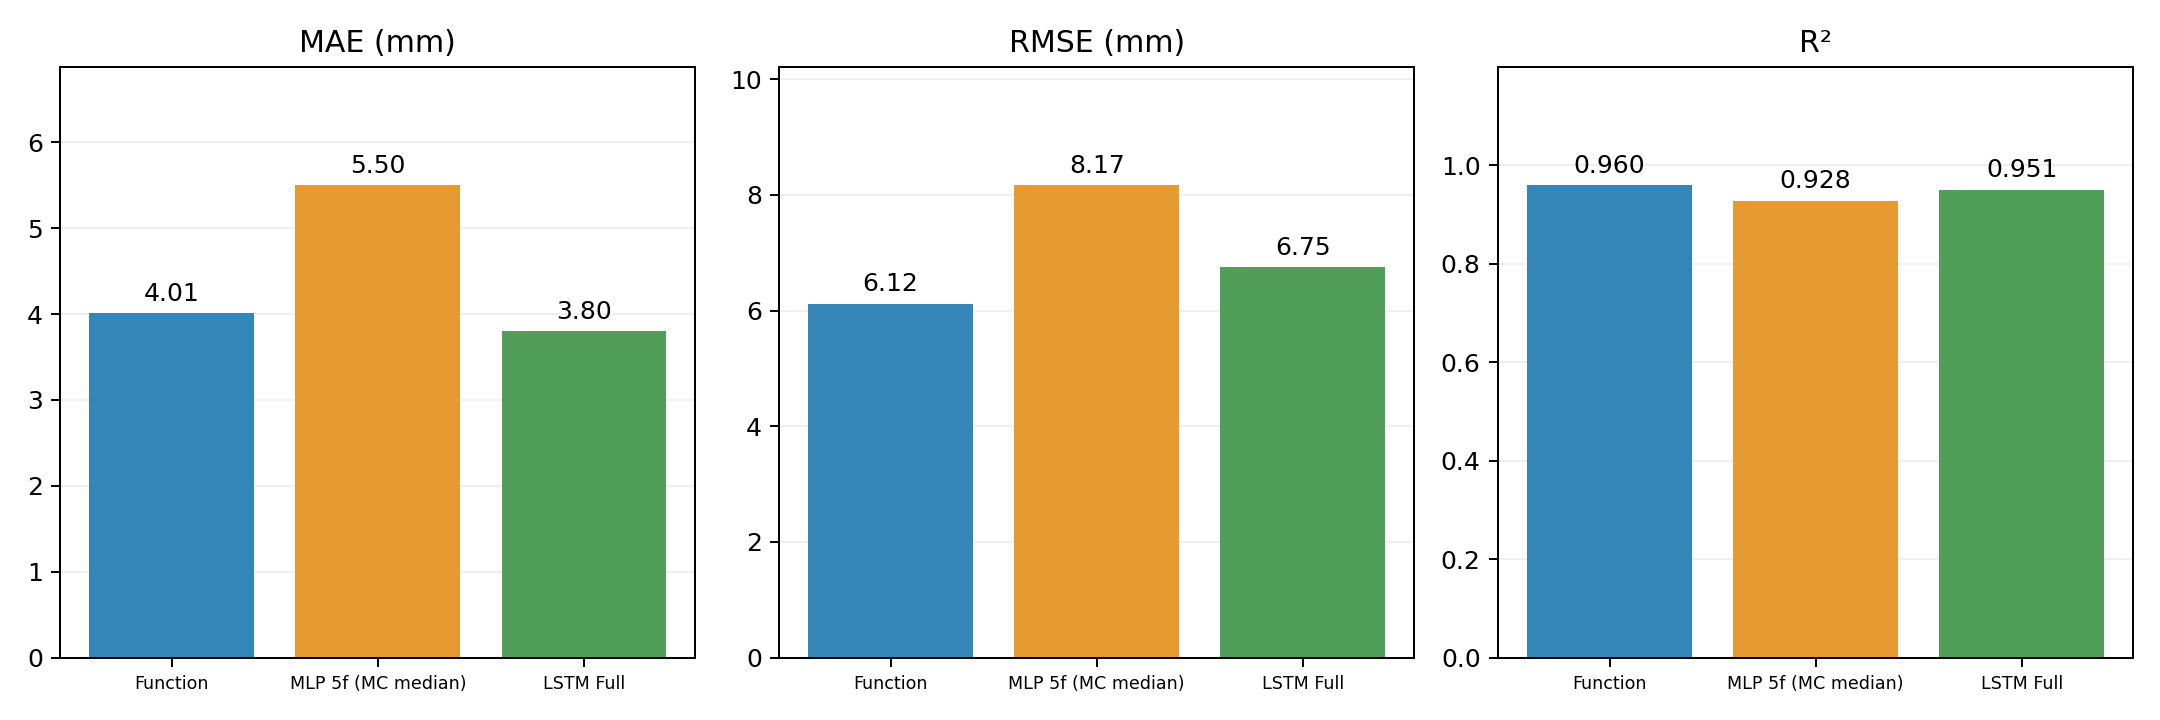 MAE (mm)
6
5
4
3
2
1
0
4.01
5.50
3.80
Function
MLP 5f (MC median)
LSTM Full
RMSE (mm)
10
8
6
4
2
0
6.12
8.17
6.75
Function
MLP 5f (MC median)
LSTM Full
R²
1.0
0.8
0.6
0.4
0.2
0.0
0.960
0.928
0.951
Function
MLP 5f (MC median)
LSTM Full